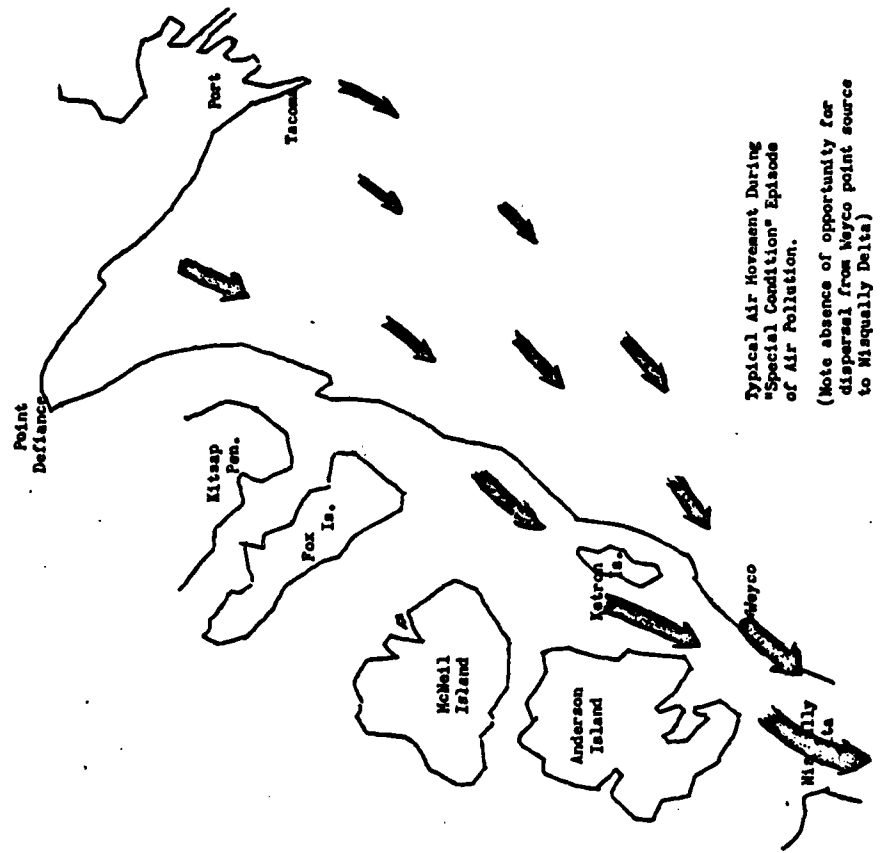 Point
Defiance
Port
Tacoma
Kitsap
Pen.
Fox
Is.
McNeil
Island
Ketron
Is.
Anderson
Island
Weyco
Typical Air Movement During
"Special Condition" Episode
of Air Pollution.
(Note absence of opportunity for
dispersal from Weyco point source
to Nisqually Delta)